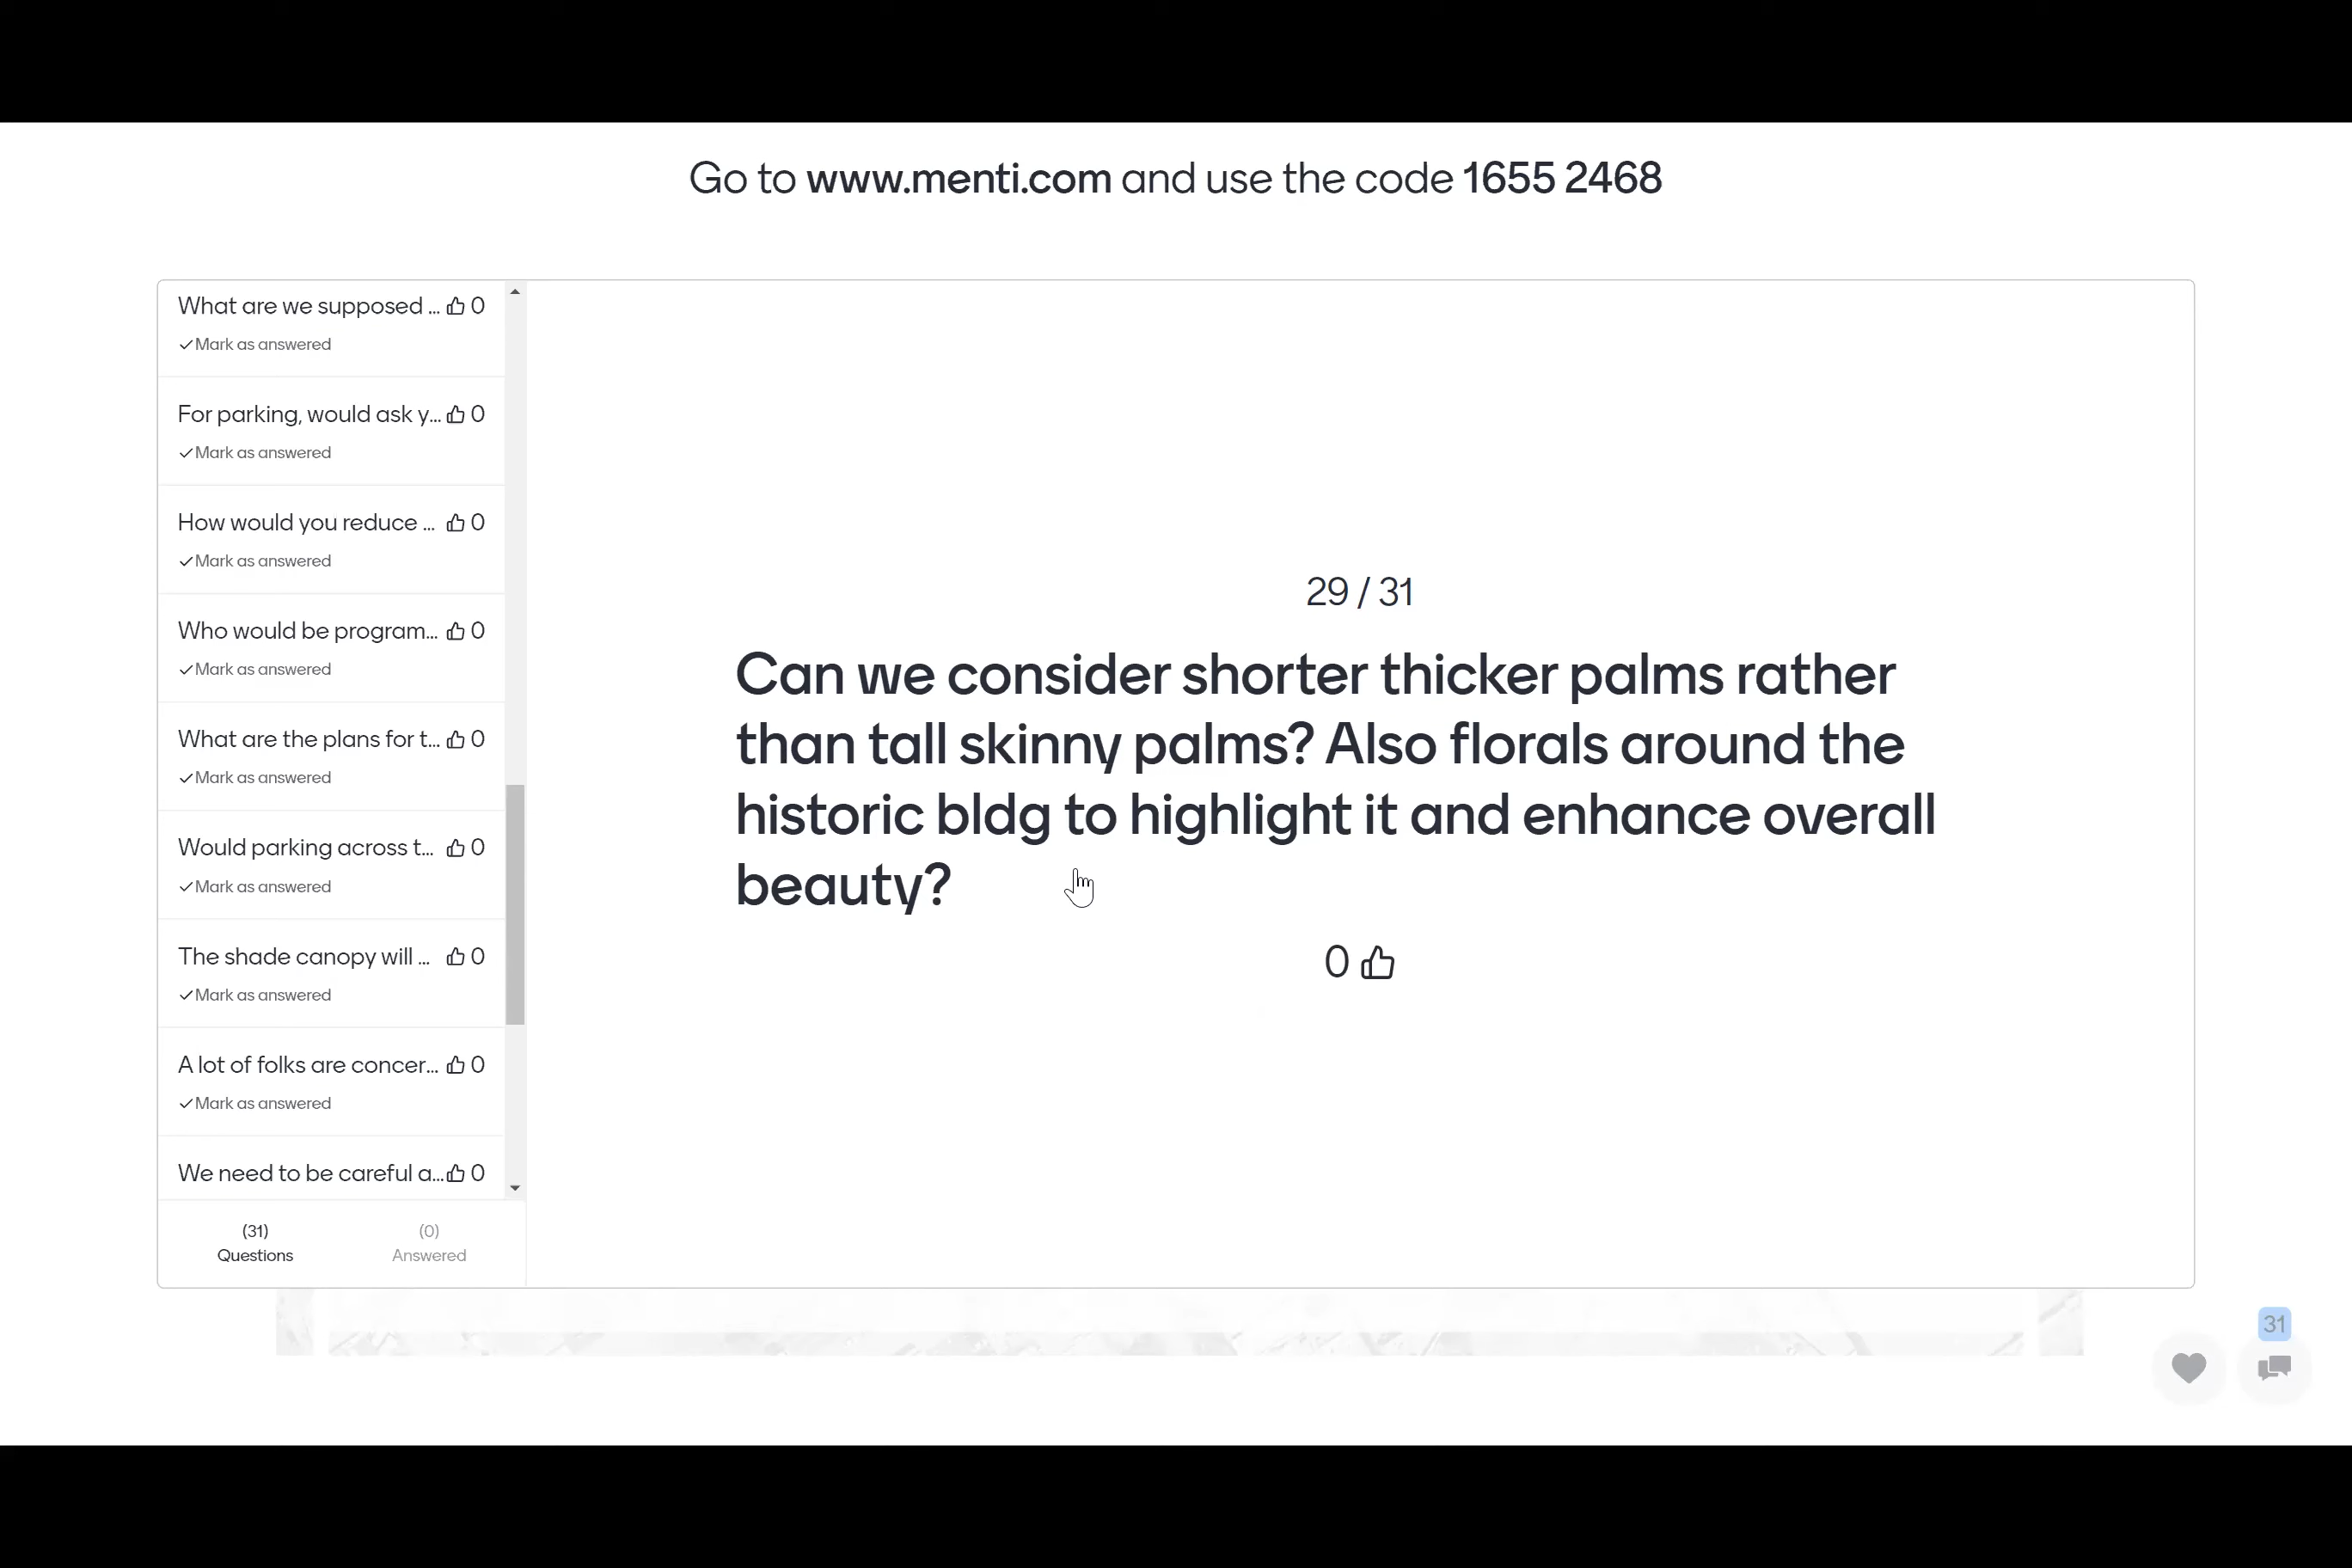 Go to www.menti.com and use the code 1655 2468
What are we supposed ... 0
Mark as answered
For parking, would ask y... 0
Mark as answered
How would you reduce ... 0
Mark as answered
Who would be program... 0
Mark as answered
What are the plans for t... 0
Mark as answered
Would parking across t... 0
Mark as answered
The shade canopy will ... 0
Mark as answered
A lot of folks are concer... 0
Mark as answered
We need to be careful a... 0
(31) (0)
Questions Answered
29 / 31
Can we consider shorter thicker palms rather
than tall skinny palms? Also florals around the
historic bldg to highlight it and enhance overall
beauty?
0
31